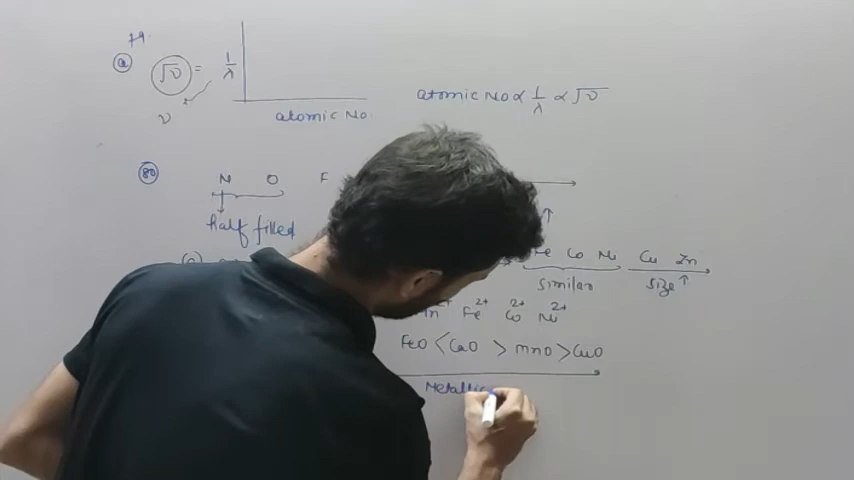 79.
(a) √ν = 1/λ
ν
atomic No.
atomic No ∝ 1/λ ∝ √ν
(80) N O F
half filled
↑
Fe Co Ni Cu Zn
similar size ↑
Fe²⁺ Co²⁺ Ni²⁺
FeO < CaO > MnO > CuO
Metallic